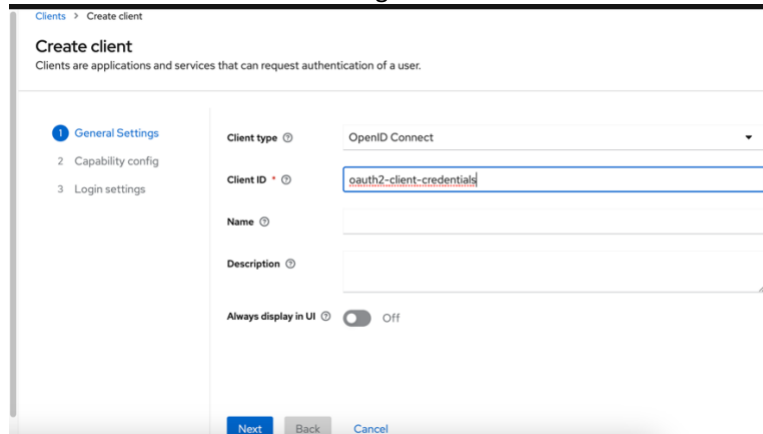 Clients > Create client
Create client
Clients are applications and services that can request authentication of a user.
1 General Settings
2 Capability config
3 Login settings
Client type
OpenID Connect
Client ID *
oauth2-client-credentials
Name
Description
Always display in UI
Off
Next Back Cancel